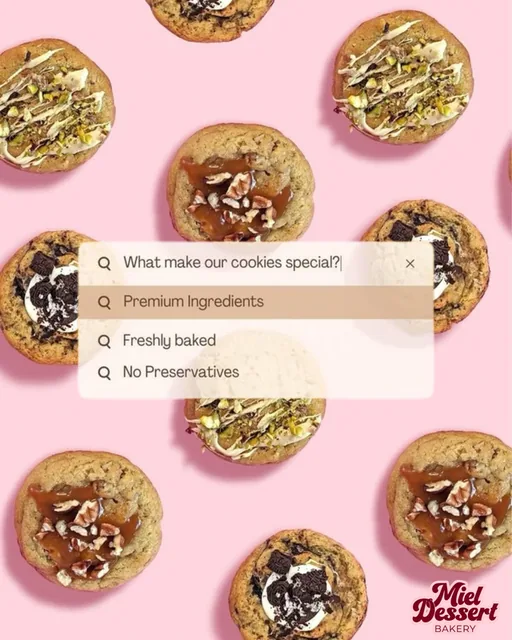 What make our cookies special?
Premium Ingredients
Freshly baked
No Preservatives
Miel
Dessert
BAKERY